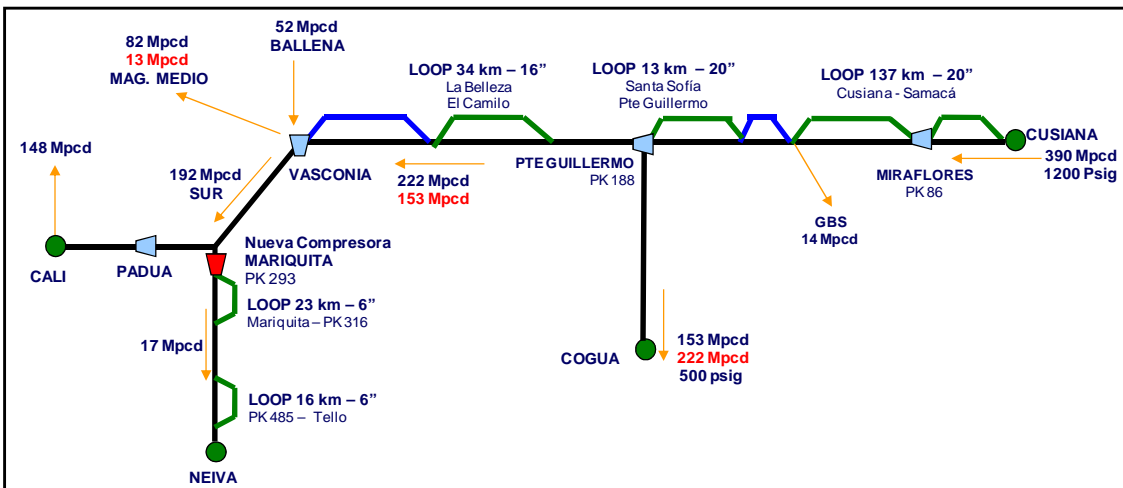 82 Mpcd
13 Mpcd
MAG. MEDIO
52 Mpcd
BALLENA
LOOP 34 km – 16”
La Belleza
El Camilo
LOOP 13 km – 20”
Santa Sofía
Pte Guillermo
LOOP 137 km – 20”
Cusiana - Samacá
CUSIANA
390 Mpcd
1200 Psig
148 Mpcd
192 Mpcd
SUR
VASCONIA
222 Mpcd
153 Mpcd
PTE GUILLERMO
PK 188
MIRAFLORES
PK 86
GBS
14 Mpcd
CALI
PADUA
Nueva Compresora
MARIQUITA
PK 293
LOOP 23 km – 6”
Mariquita – PK 316
17 Mpcd
COGUA
153 Mpcd
222 Mpcd
500 psig
LOOP 16 km – 6”
PK 485 – Tello
NEIVA